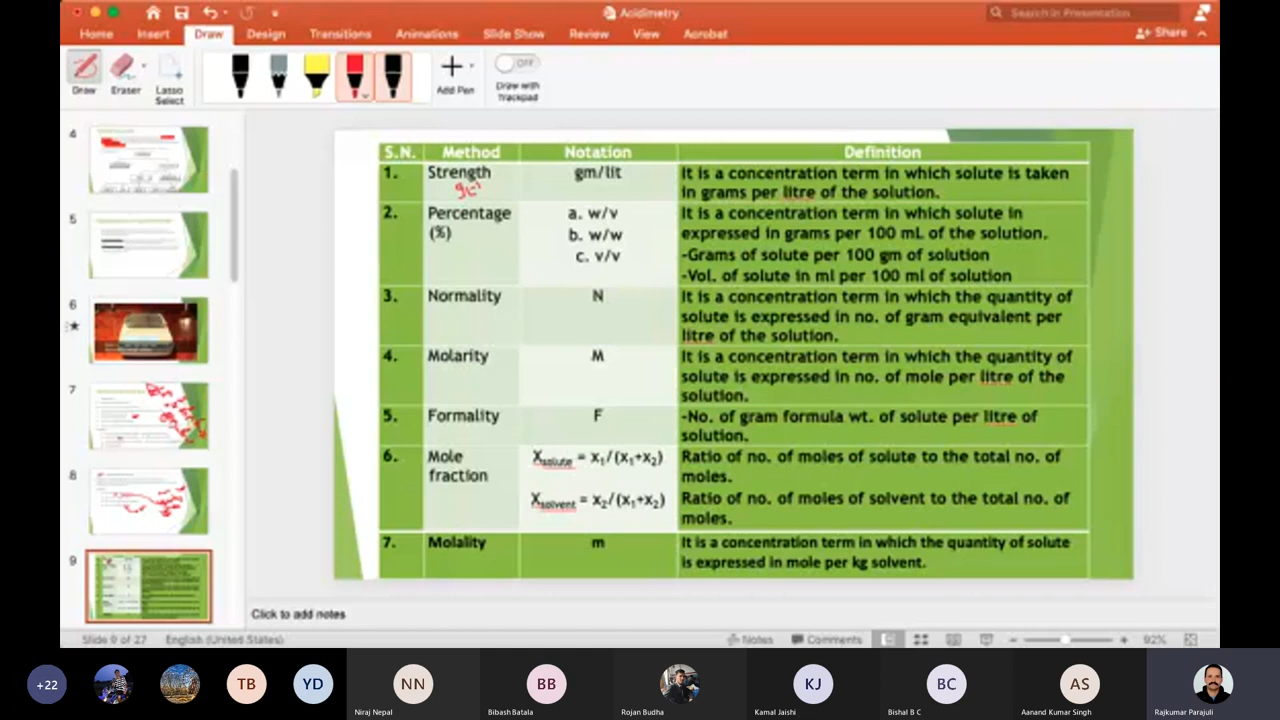 Acidimetry
Search in Presentation
Home Insert Draw Design Transitions Animations Slide Show Review View Acrobat
Share
Draw
Eraser
Lasso
Select
Add Pen
OFF
Draw with
Trackpad
4
5
6
7
8
9
S.N. Method Notation Definition
1. Strength gm/lit It is a concentration term in which solute is taken
in grams per litre of the solution.
2. Percentage a. w/v It is a concentration term in which solute in
(%) b. w/w expressed in grams per 100 mL of the solution.
c. v/v -Grams of solute per 100 gm of solution
-Vol. of solute in ml per 100 ml of solution
3. Normality N It is a concentration term in which the quantity of
solute is expressed in no. of gram equivalent per
litre of the solution.
4. Molarity M It is a concentration term in which the quantity of
solute is expressed in no. of mole per litre of the
solution.
5. Formality F -No. of gram formula wt. of solute per litre of
solution.
6. Mole Xsolute = x₁/(x₁+x₂) Ratio of no. of moles of solute to the total no. of
fraction moles.
Xsolvent = x₂/(x₁+x₂) Ratio of no. of moles of solvent to the total no. of
moles.
7. Molality m It is a concentration term in which the quantity of solute
is expressed in mole per kg solvent.
Click to add notes
Slide 9 of 27 English (United States) Notes Comments 92%
+22 TB YD NN BB KJ BC AS
Niraj Nepal Bibash Batala Rojan Budha Kamal Jaishi Bishal B C Aanand Kumar Singh Rajkumar Parajuli